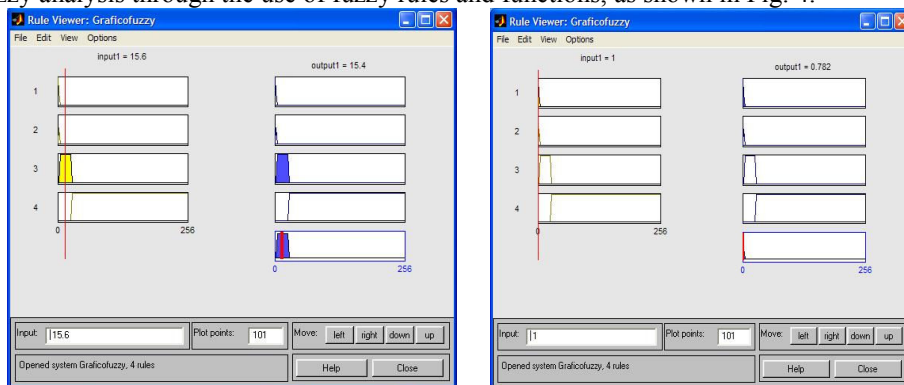 zzy analysis through the use of fuzzy rules and functions, as shown in Fig. 4.
Rule Viewer: Graficofuzzy
File Edit View Options
input1 = 15.6
output1 = 15.4
1
2
3
4
0 256
0 256
Input: 15.6 Plot points: 101 Move: left right down up
Opened system Graficofuzzy, 4 rules Help Close
Rule Viewer: Graficofuzzy
File Edit View Options
input1 = 1
output1 = 0.782
1
2
3
4
0 256
0 256
Input: 1 Plot points: 101 Move: left right down up
Opened system Graficofuzzy, 4 rules Help Close